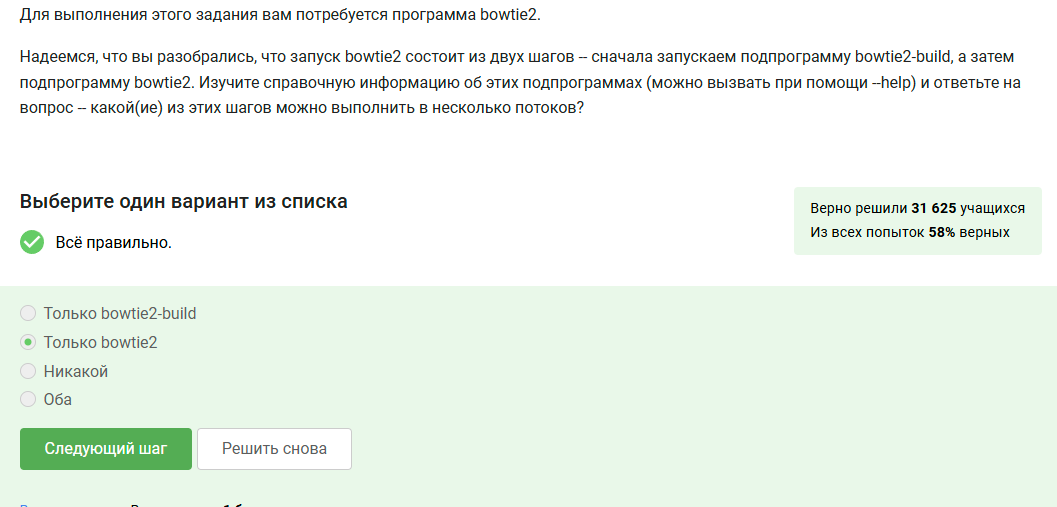 Для выполнения этого задания вам потребуется программа bowtie2.
Надеемся, что вы разобрались, что запуск bowtie2 состоит из двух шагов -- сначала запускаем подпрограмму bowtie2-build, а затем
подпрограмму bowtie2. Изучите справочную информацию об этих подпрограммах (можно вызвать при помощи --help) и ответьте на
вопрос -- какой(ие) из этих шагов можно выполнить в несколько потоков?
Выберите один вариант из списка
Всё правильно.
Верно решили 31 625 учащихся
Из всех попыток 58% верных
Только bowtie2-build
Только bowtie2
Никакой
Оба
Следующий шаг
Решить снова